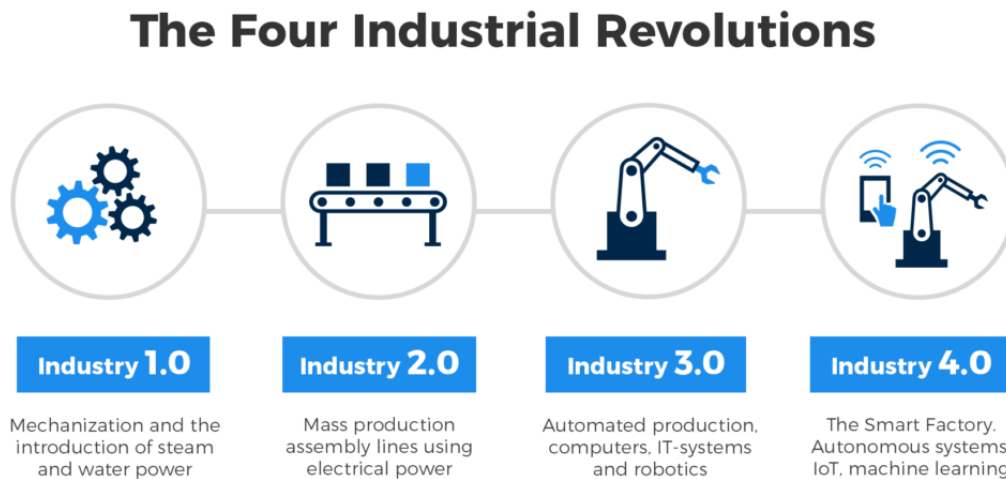 The Four Industrial Revolutions
Industry 1.0
Mechanization and the
introduction of steam
and water power
Industry 2.0
Mass production
assembly lines using
electrical power
Industry 3.0
Automated production,
computers, IT-systems
and robotics
Industry 4.0
The Smart Factory.
Autonomous systems
IoT, machine learning